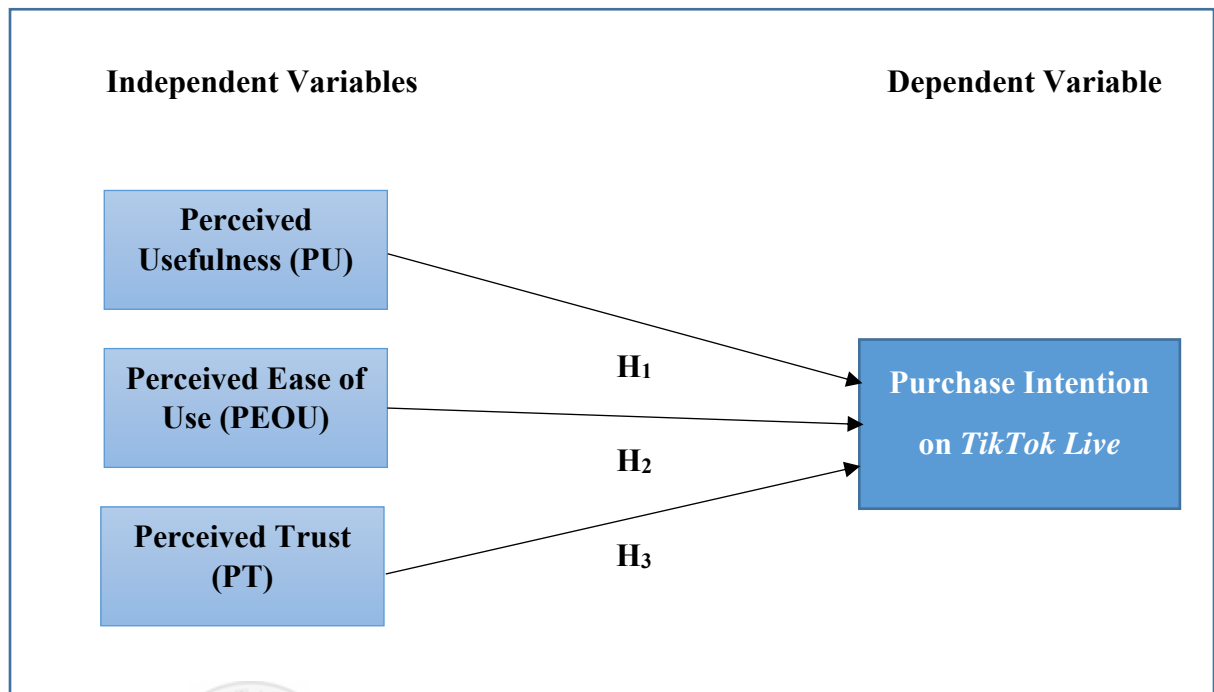 Independent Variables
Dependent Variable
Perceived
Usefulness (PU)
H₁
Perceived Ease of
Use (PEOU)
Purchase Intention
on TikTok Live
H₂
Perceived Trust
(PT)
H₃